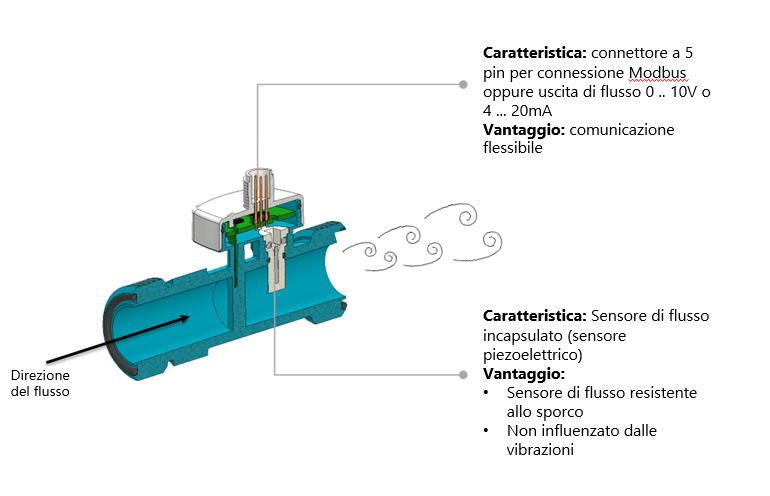 Caratteristica: connettore a 5
pin per connessione Modbus
oppure uscita di flusso 0 .. 10V o
4 ... 20mA
Vantaggio: comunicazione
flessibile
Caratteristica: Sensore di flusso
incapsulato (sensore
piezoelettrico)
Vantaggio:
• Sensore di flusso resistente
allo sporco
• Non influenzato dalle
vibrazioni
Direzione
del flusso